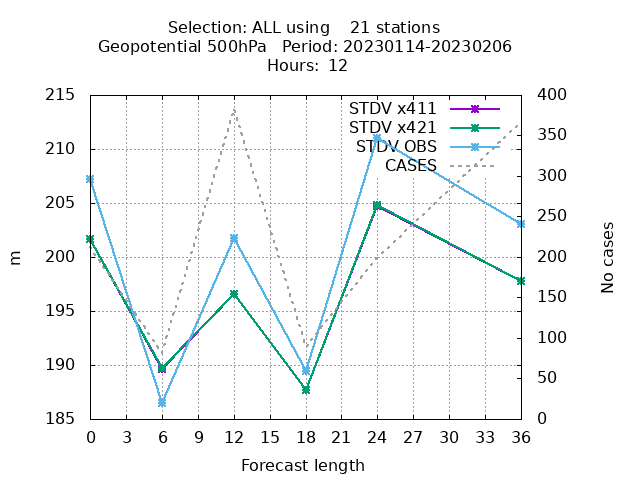 Selection: ALL using    21 stations
Geopotential 500hPa   Period: 20230114-20230206
Hours:  12
STDV x411
STDV x421
STDV OBS
CASES
215
210
205
200
195
190
185
400
350
300
250
200
150
100
50
0
m
No cases
0 3 6 9 12 15 18 21 24 27 30 33 36
Forecast length